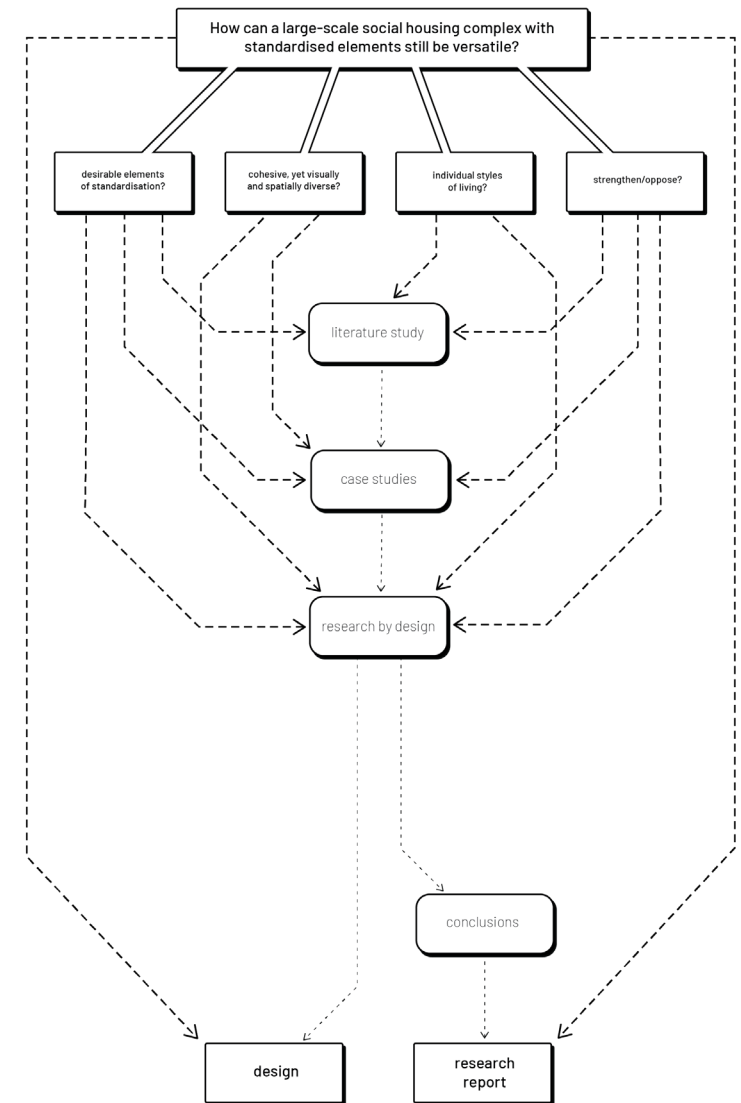 How can a large-scale social housing complex with
standardised elements still be versatile?
desirable elements
of standardisation?
cohesive, yet visually
and spatially diverse?
individual styles
of living?
strengthen/oppose?
literature study
case studies
research by design
conclusions
design
research
report